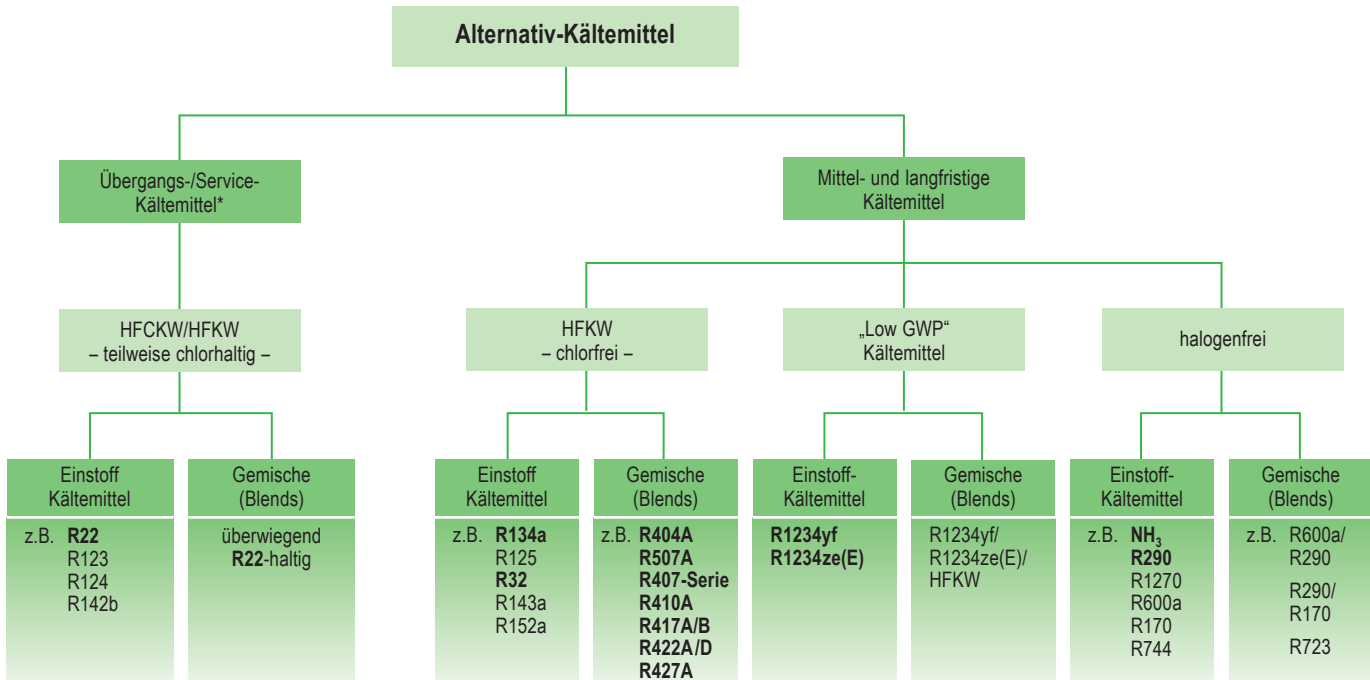 Alternativ-Kältemittel
Übergangs-/Service-
Kältemittel*
Mittel- und langfristige
Kältemittel
HFCKW/HFKW
– teilweise chlorhaltig –
HFKW
– chlorfrei –
„Low GWP“
Kältemittel
halogenfrei
Einstoff
Kältemittel
z.B. R22
R123
R124
R142b
Gemische
(Blends)
überwiegend
R22-haltig
Einstoff
Kältemittel
z.B. R134a
R125
R32
R143a
R152a
Gemische
(Blends)
z.B. R404A
R507A
R407-Serie
R410A
R417A/B
R422A/D
R427A
Einstoff-
Kältemittel
R1234yf
R1234ze(E)
Gemische
(Blends)
R1234yf/
R1234ze(E)/
HFKW
Einstoff-
Kältemittel
z.B. NH₃
R290
R1270
R600a
R170
R744
Gemische
(Blends)
z.B. R600a/
R290
R290/
R170
R723